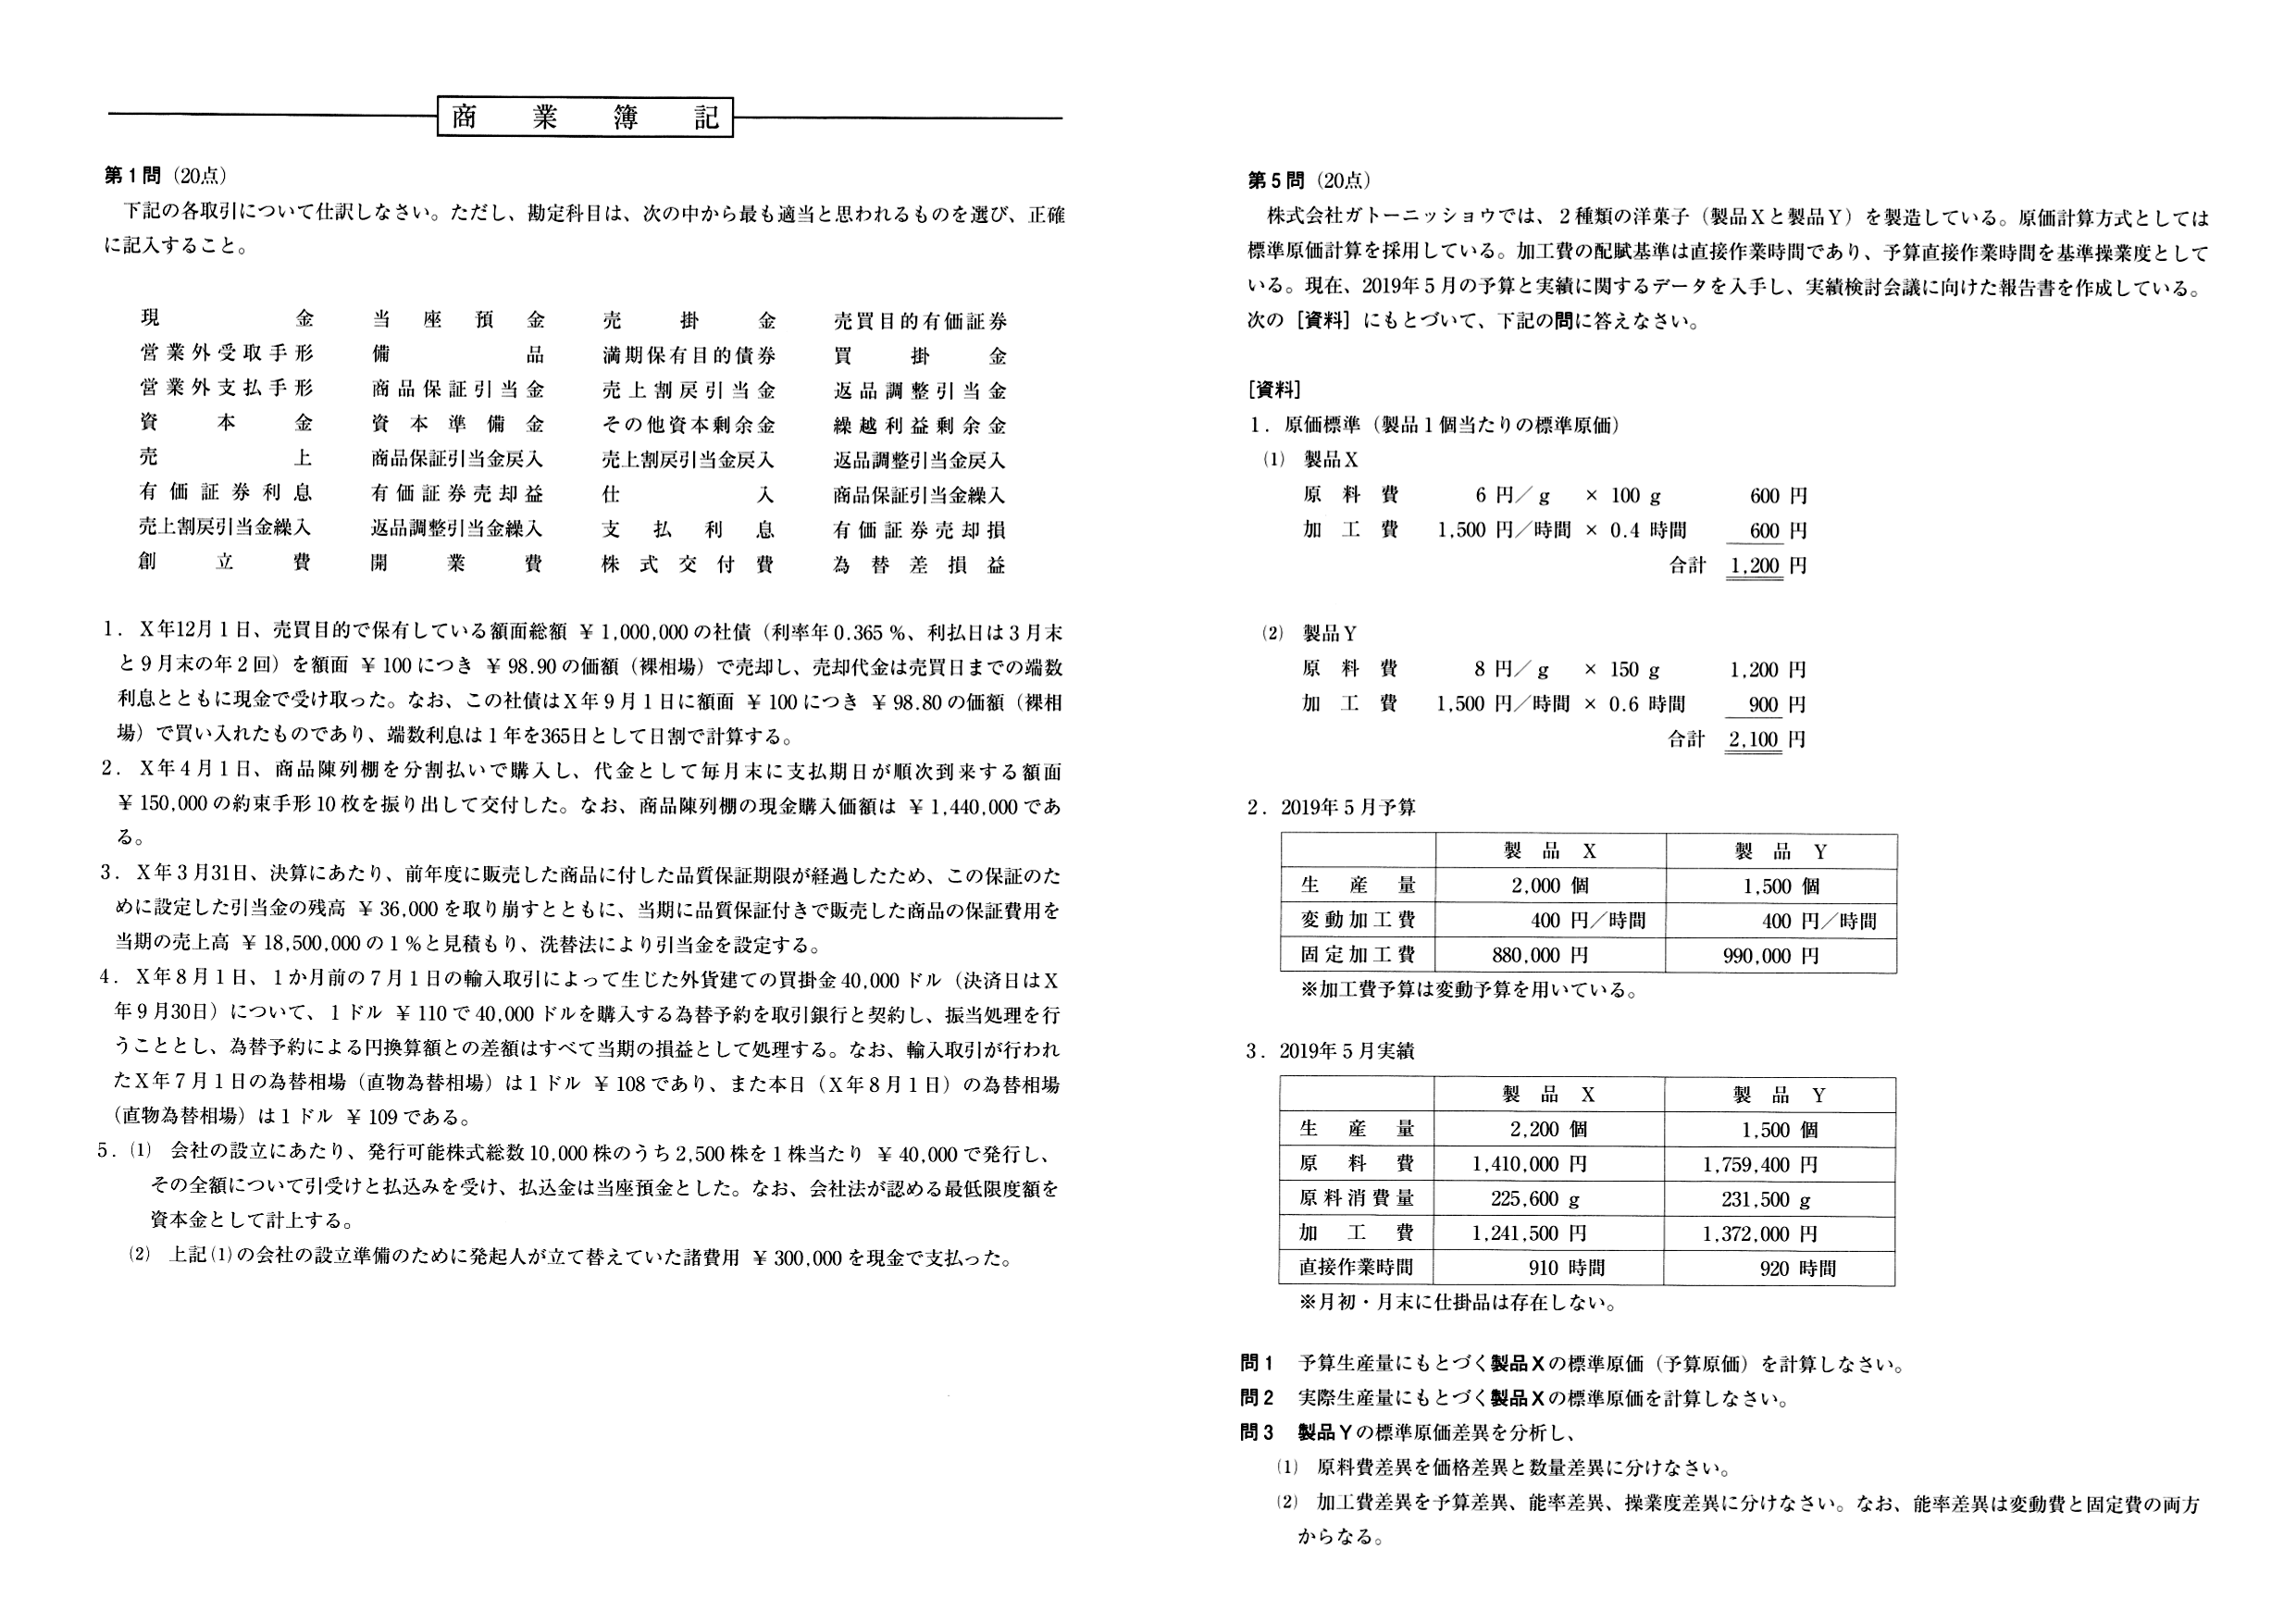 商業簿記
第1問（20点）
下記の各取引について仕訳しなさい。ただし、勘定科目は、次の中から最も適当と思われるものを選び、正確
に記入すること。
現金 当座預金 売掛金 売買目的有価証券
営業外受取手形 備品 満期保有目的債券 買掛金
営業外支払手形 商品保証引当金 売上割戻引当金 返品調整引当金
資本金 資本準備金 その他資本剰余金 繰越利益剰余金
売上 商品保証引当金戻入 売上割戻引当金戻入 返品調整引当金戻入
有価証券利息 有価証券売却益 仕入 商品保証引当金繰入
売上割戻引当金繰入 返品調整引当金繰入 支払利息 有価証券売却損
創立費 開業費 株式交付費 為替差損益
1．X年12月1日、売買目的で保有している額面総額 ￥1,000,000の社債（利率年0.365％、利払日は3月末
と9月末の年2回）を額面 ￥100につき ￥98.90の価額（裸相場）で売却し、売却代金は売買日までの端数
利息とともに現金で受け取った。なお、この社債はX年9月1日に額面 ￥100につき ￥98.80の価額（裸相
場）で買い入れたものであり、端数利息は1年を365日として日割で計算する。
2．X年4月1日、商品陳列棚を分割払いで購入し、代金として毎月末に支払期日が順次到来する額面
￥150,000の約束手形10枚を振り出して交付した。なお、商品陳列棚の現金購入価額は ￥1,440,000であ
る。
3．X年3月31日、決算にあたり、前年度に販売した商品に付した品質保証期限が経過したため、この保証のた
めに設定した引当金の残高 ￥36,000を取り崩すとともに、当期に品質保証付きで販売した商品の保証費用を
当期の売上高 ￥18,500,000の1％と見積もり、洗替法により引当金を設定する。
4．X年8月1日、1か月前の7月1日の輸入取引によって生じた外貨建ての買掛金40,000ドル（決済日はX
年9月30日）について、1ドル ￥110で40,000ドルを購入する為替予約を取引銀行と契約し、振当処理を行
うこととし、為替予約による円換算額との差額はすべて当期の損益として処理する。なお、輸入取引が行われ
たX年7月1日の為替相場（直物為替相場）は1ドル ￥108であり、また本日（X年8月1日）の為替相場
（直物為替相場）は1ドル ￥109である。
5．(1) 会社の設立にあたり、発行可能株式総数10,000株のうち2,500株を1株当たり ￥40,000で発行し、
その全額について引受けと払込みを受け、払込金は当座預金とした。なお、会社法が認める最低限度額を
資本金として計上する。
(2) 上記(1)の会社の設立準備のために発起人が立て替えていた諸費用 ￥300,000を現金で支払った。
第5問（20点）
株式会社ガトーニッショウでは、2種類の洋菓子（製品Xと製品Y）を製造している。原価計算方式としては
標準原価計算を採用している。加工費の配賦基準は直接作業時間であり、予算直接作業時間を基準操業度として
いる。現在、2019年5月の予算と実績に関するデータを入手し、実績検討会議に向けた報告書を作成している。
次の［資料］にもとづいて、下記の問に答えなさい。
［資料］
1．原価標準（製品1個当たりの標準原価）
(1) 製品X
原料費 6 円／g × 100 g 600 円
加工費 1,500 円／時間 × 0.4 時間 600 円
合計 1,200 円
(2) 製品Y
原料費 8 円／g × 150 g 1,200 円
加工費 1,500 円／時間 × 0.6 時間 900 円
合計 2,100 円
2．2019年5月予算
製品X 製品Y
生産量 2,000 個 1,500 個
変動加工費 400 円／時間 400 円／時間
固定加工費 880,000 円 990,000 円
※加工費予算は変動予算を用いている。
3．2019年5月実績
製品X 製品Y
生産量 2,200 個 1,500 個
原料費 1,410,000 円 1,759,400 円
原料消費量 225,600 g 231,500 g
加工費 1,241,500 円 1,372,000 円
直接作業時間 910 時間 920 時間
※月初・月末に仕掛品は存在しない。
問1 予算生産量にもとづく製品Xの標準原価（予算原価）を計算しなさい。
問2 実際生産量にもとづく製品Xの標準原価を計算しなさい。
問3 製品Yの標準原価差異を分析し、
(1) 原料費差異を価格差異と数量差異に分けなさい。
(2) 加工費差異を予算差異、能率差異、操業度差異に分けなさい。なお、能率差異は変動費と固定費の両方
からなる。